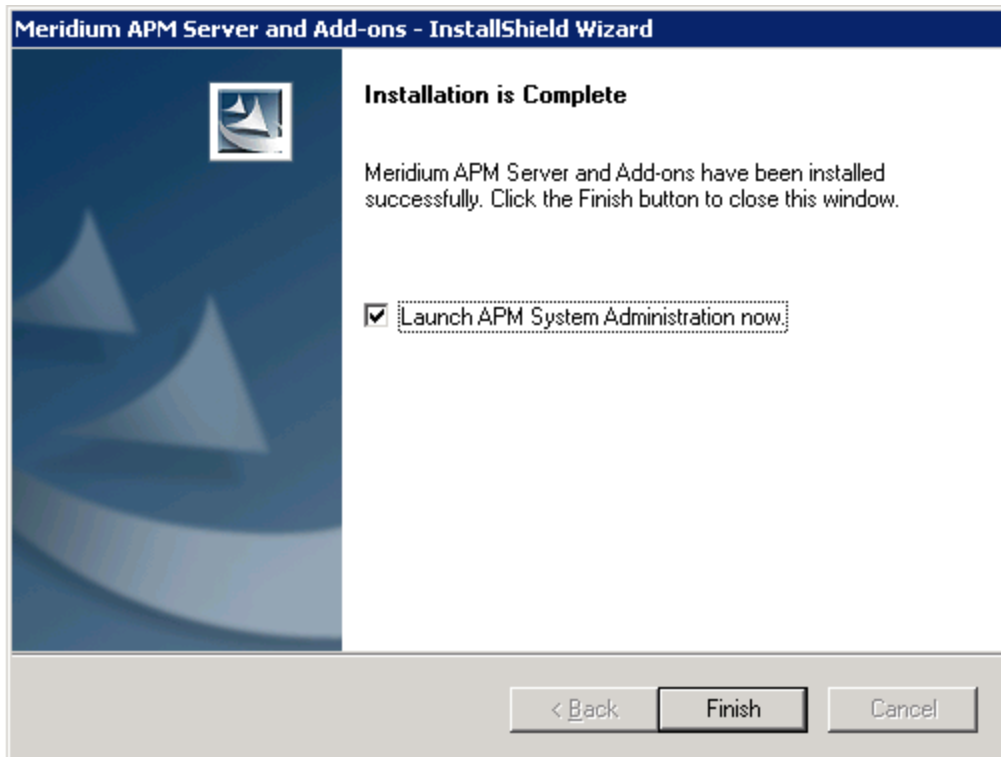 Meridium APM Server and Add-ons - InstallShield Wizard
Installation is Complete
Meridium APM Server and Add-ons have been installed
successfully. Click the Finish button to close this window.
Launch APM System Administration now.
< Back
Finish
Cancel